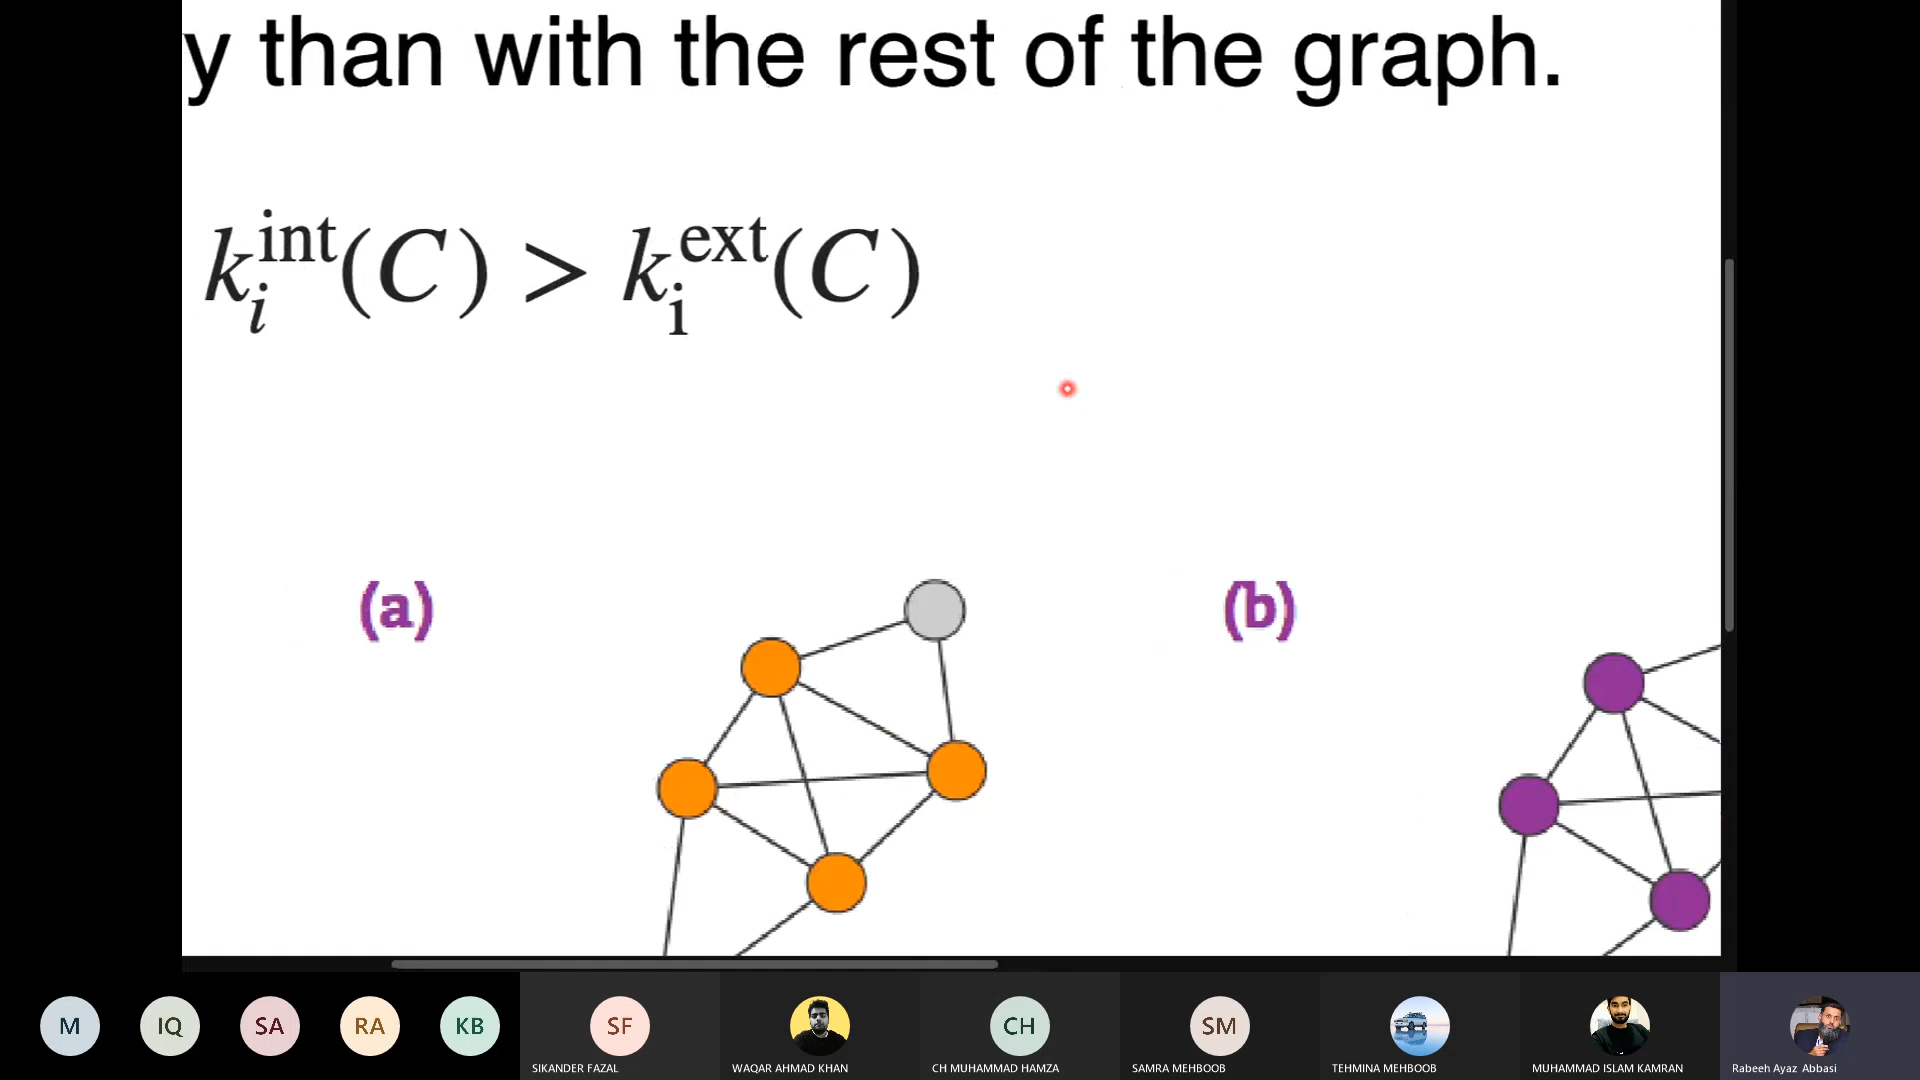 y than with the rest of the graph.
k_i^int(C) > k_i^ext(C)
(a) (b)
M IQ SA RA KB SF CH SM
SIKANDER FAZAL WAQAR AHMAD KHAN CH MUHAMMAD HAMZA SAMRA MEHBOOB TEHMINA MEHBOOB MUHAMMAD ISLAM KAMRAN Rabeeh Ayaz Abbasi